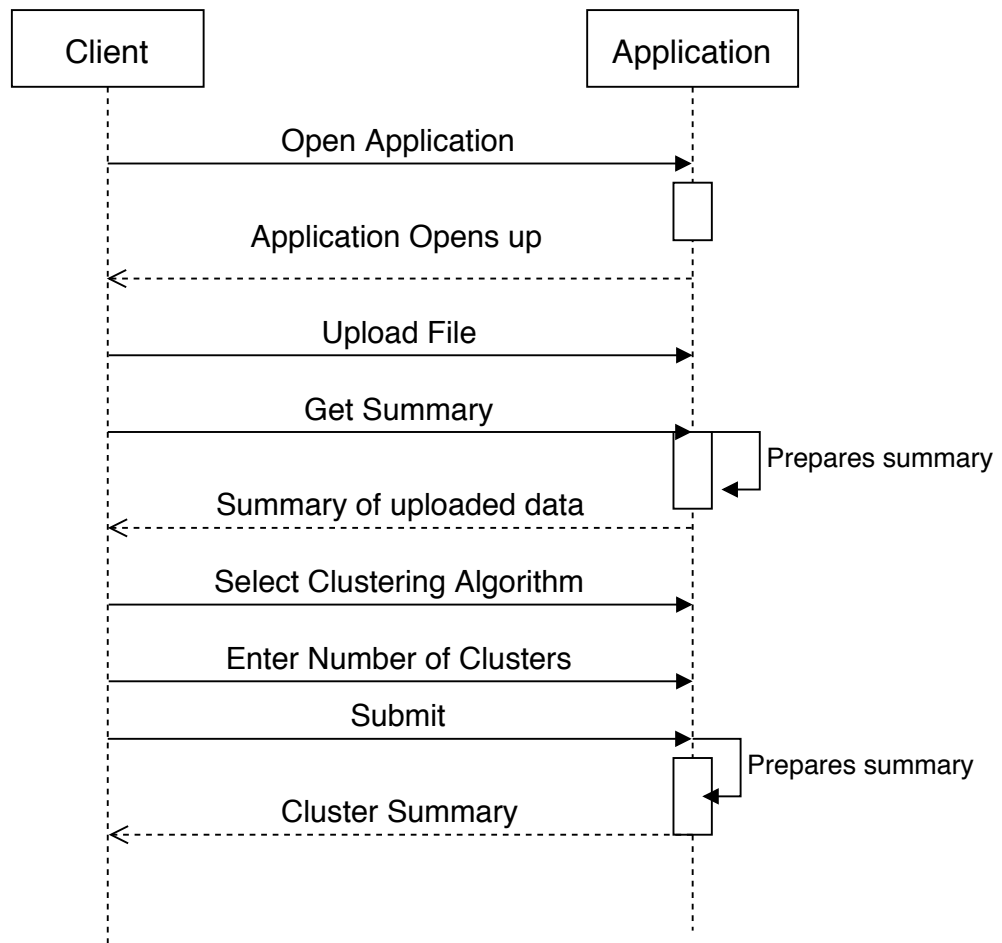 Client
Application
Open Application
Application Opens up
Upload File
Get Summary
Prepares summary
Summary of uploaded data
Select Clustering Algorithm
Enter Number of Clusters
Submit
Prepares summary
Cluster Summary